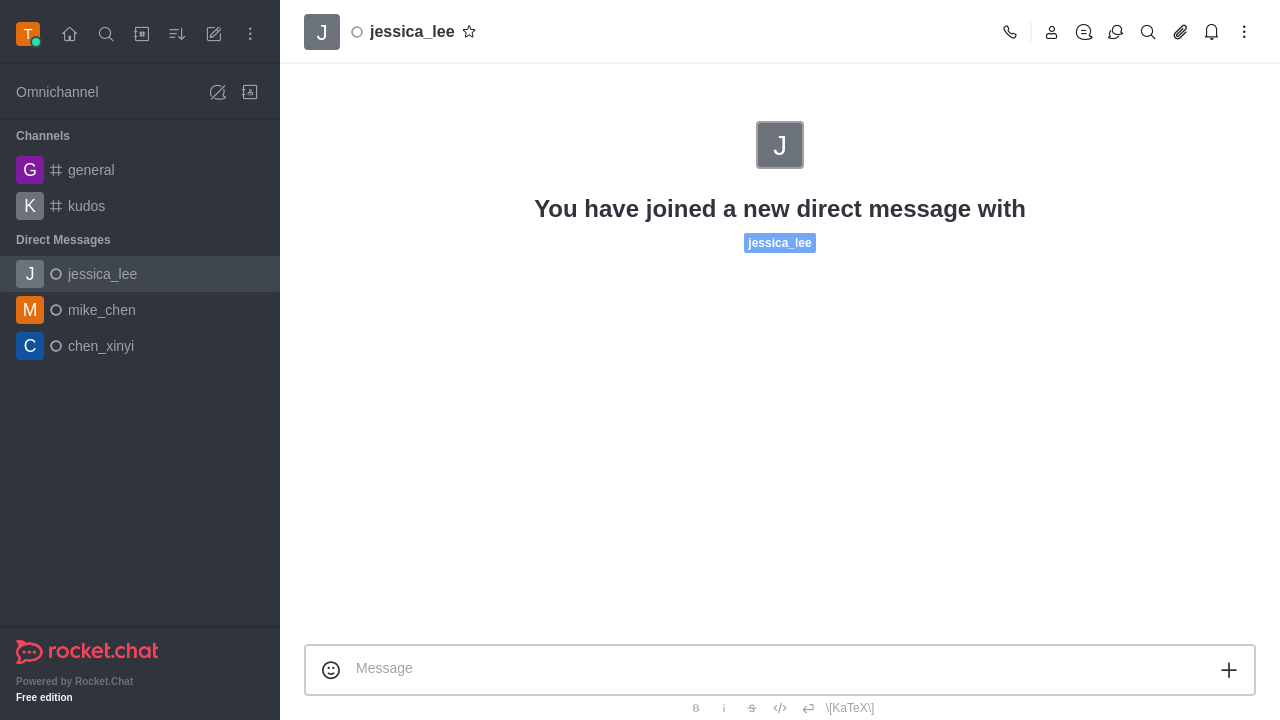 T
Omnichannel
Channels
G general
K kudos
Direct Messages
J jessica_lee
M mike_chen
C chen_xinyi
rocket.chat
Powered by Rocket.Chat
Free edition
J jessica_lee
J
You have joined a new direct message with
jessica_lee
Message
B i S \[KaTeX\]